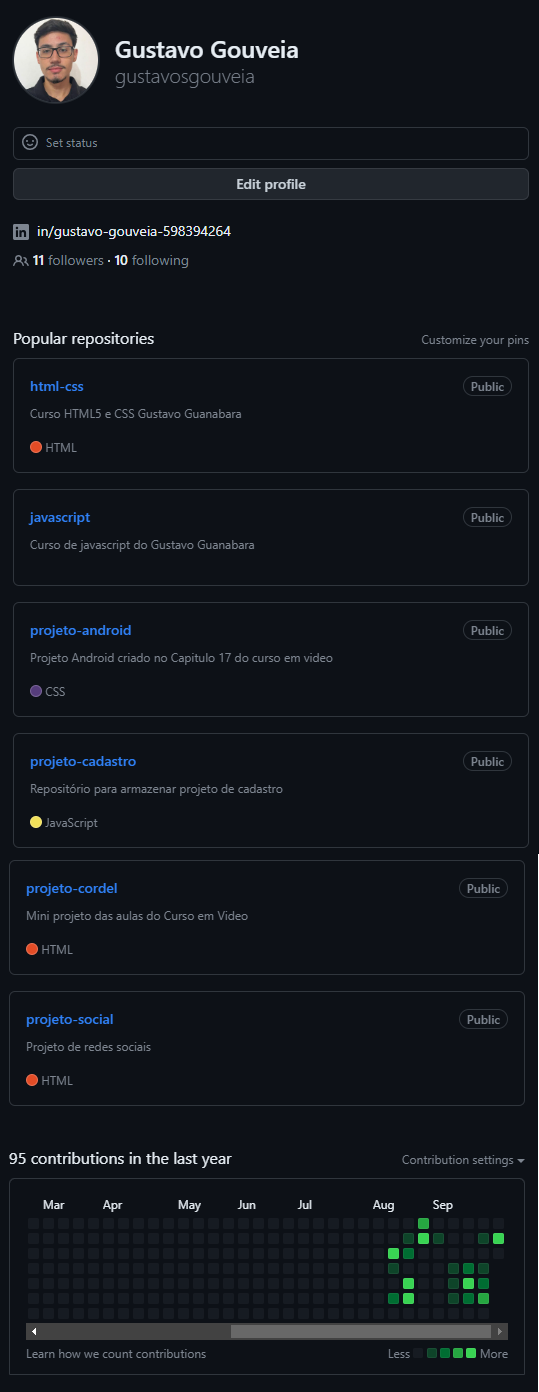 Gustavo Gouveia
gustavosgouveia
Set status
Edit profile
in/gustavo-gouveia-598394264
11 followers · 10 following
Popular repositories Customize your pins
html-css Public
Curso HTML5 e CSS Gustavo Guanabara
HTML
javascript Public
Curso de javascript do Gustavo Guanabara
projeto-android Public
Projeto Android criado no Capitulo 17 do curso em video
CSS
projeto-cadastro Public
Repositório para armazenar projeto de cadastro
JavaScript
projeto-cordel Public
Mini projeto das aulas do Curso em Video
HTML
projeto-social Public
Projeto de redes sociais
HTML
95 contributions in the last year Contribution settings
Mar Apr May Jun Jul Aug Sep
Learn how we count contributions Less More